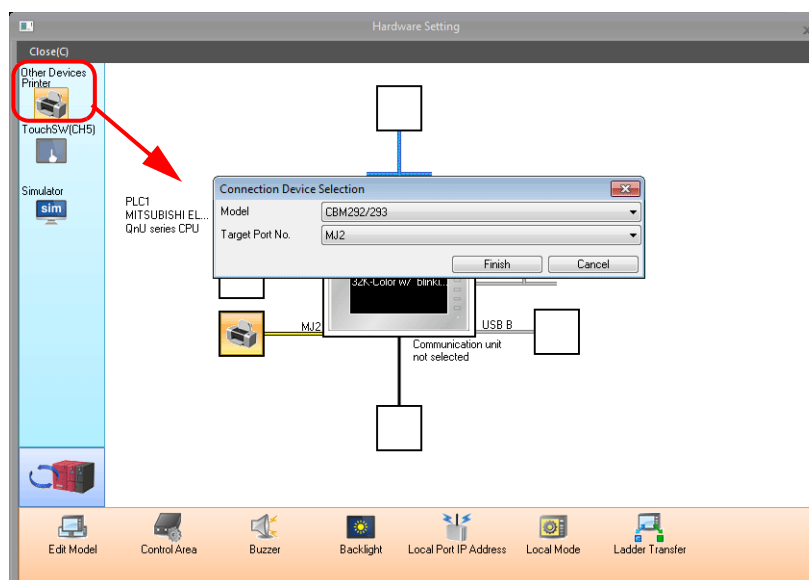 Hardware Setting
Close(C)
Other Devices
Printer
TouchSW(CH5)
Simulator
sim
PLC1
MITSUBISHI EL...
QnU series CPU
Connection Device Selection
Model
CBM292/293
Target Port No.
MJ2
Finish
Cancel
32K-Color w/ blinki...
MJ2
USB B
Communication unit
not selected
Edit Model
Control Area
Buzzer
Backlight
Local Port IP Address
Local Mode
Ladder Transfer